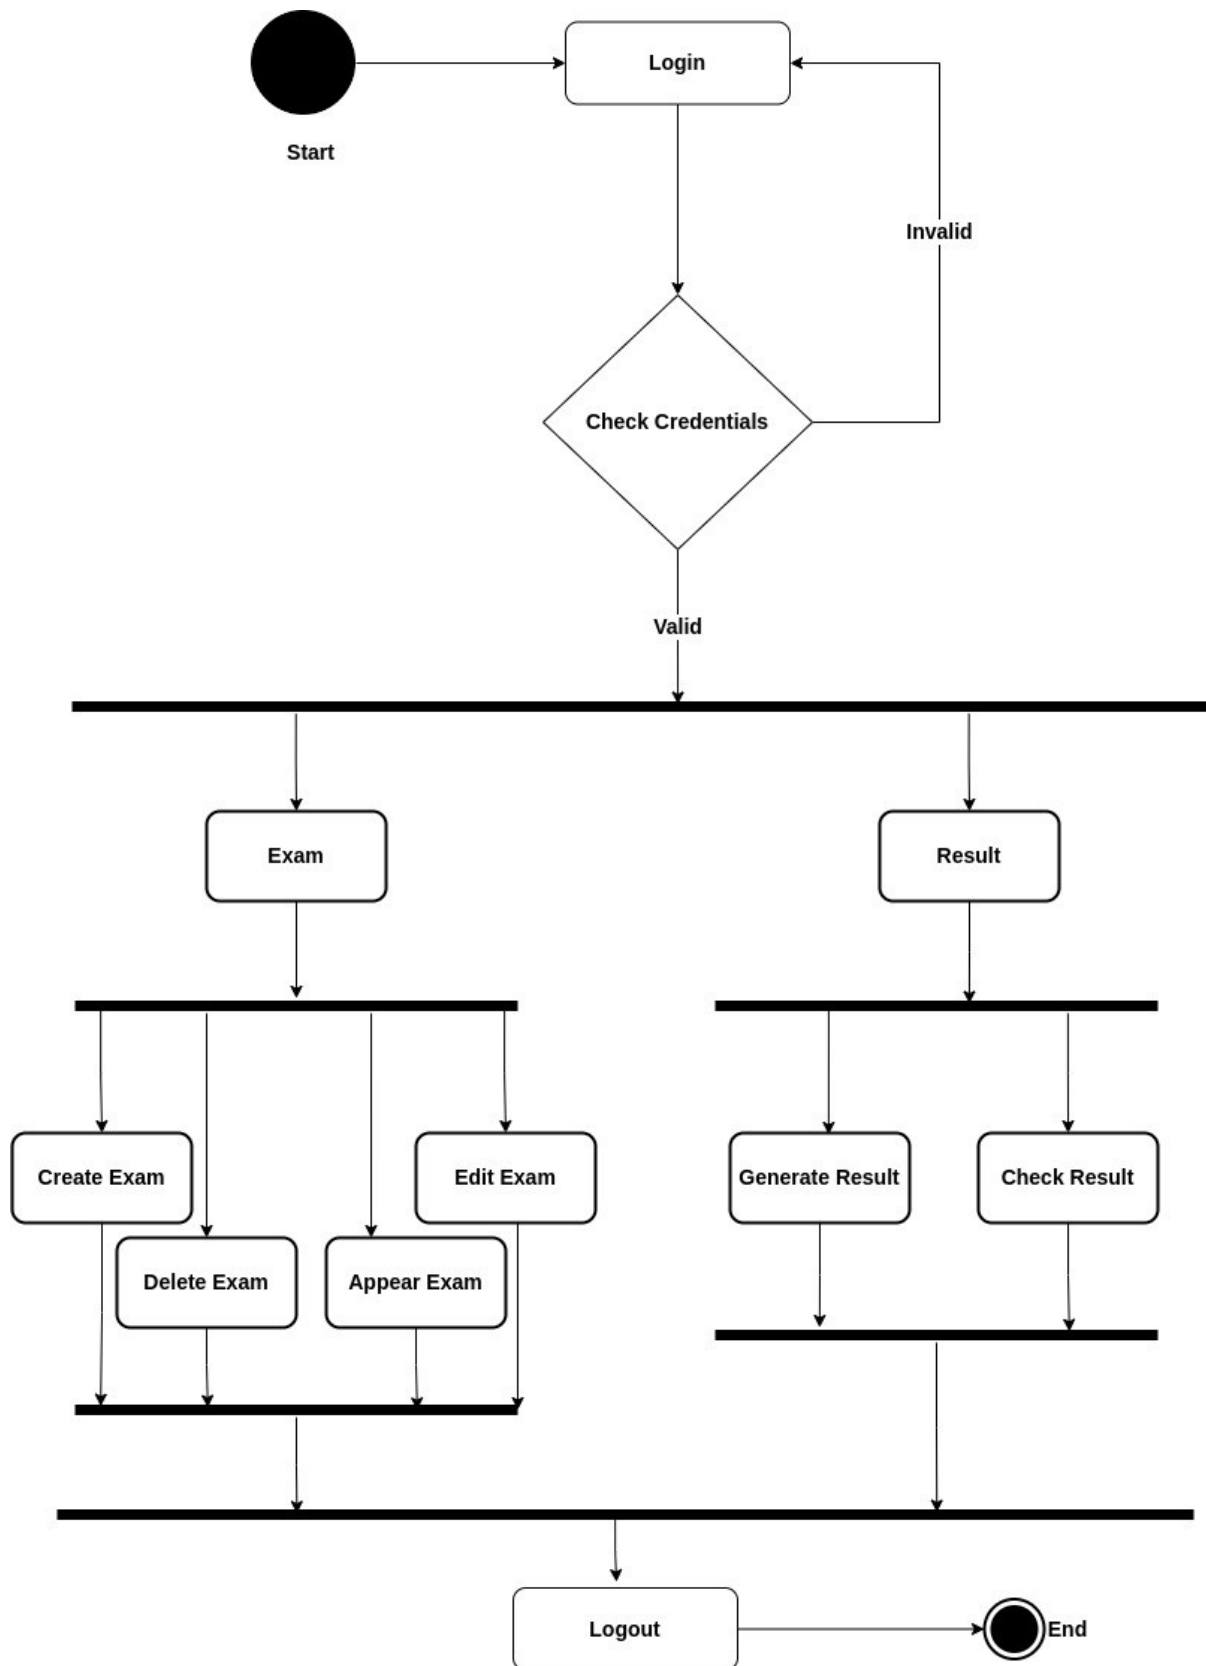 Login
Start
Invalid
Check Credentials
Valid
Exam
Result
Create Exam
Edit Exam
Generate Result
Check Result
Delete Exam
Appear Exam
Logout
End